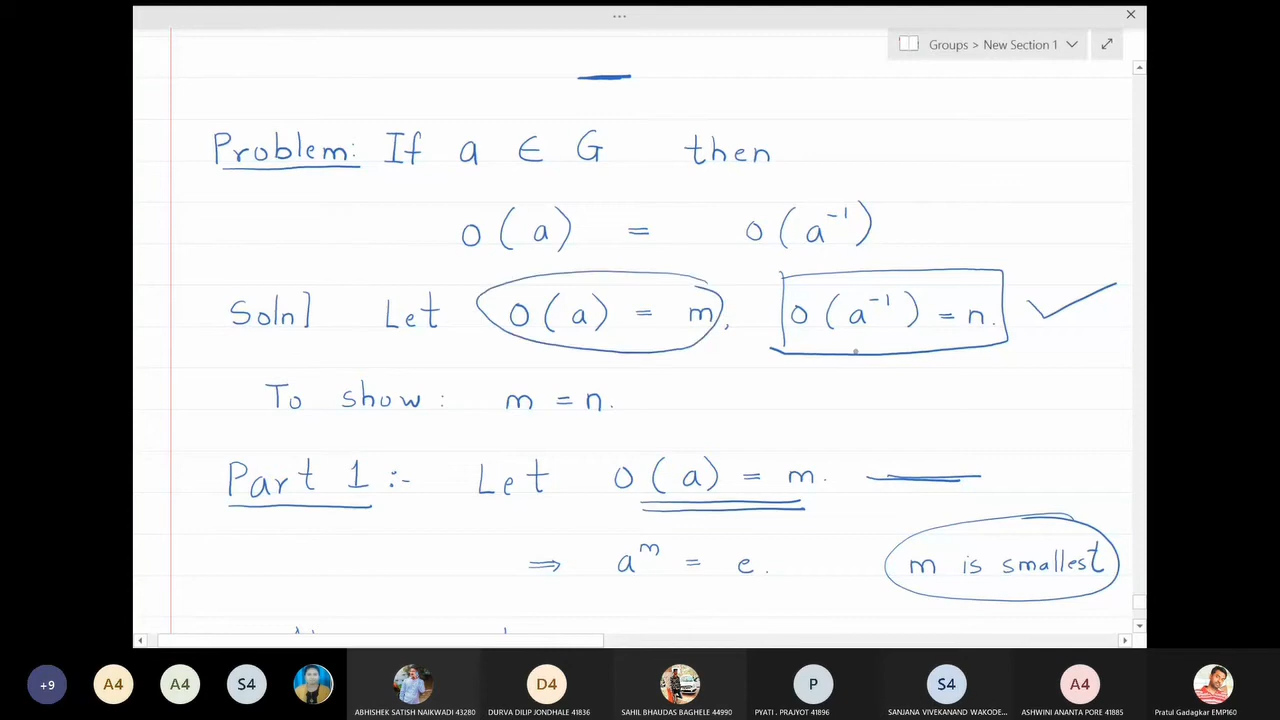 Groups > New Section 1
Problem: If a ∈ G then
o(a) = o(a⁻¹)
Soln] Let o(a) = m, o(a⁻¹) = n.
To show: m = n.
Part 1 :- Let o(a) = m.
⇒ aᵐ = e. m is smallest
+9 A4 A4 S4 D4 P S4 A4
ABHISHEK SATISH NAIKWADI 43280 DURVA DILIP JONDHALE 41836 SAHIL BHAUDAS BAGHELE 44990 PYATI . PRAJYOT 41896 SANJANA VIVEKANAND WAKODE... ASHWINI ANANTA PORE 41885 Pratul Gadagkar EMP160